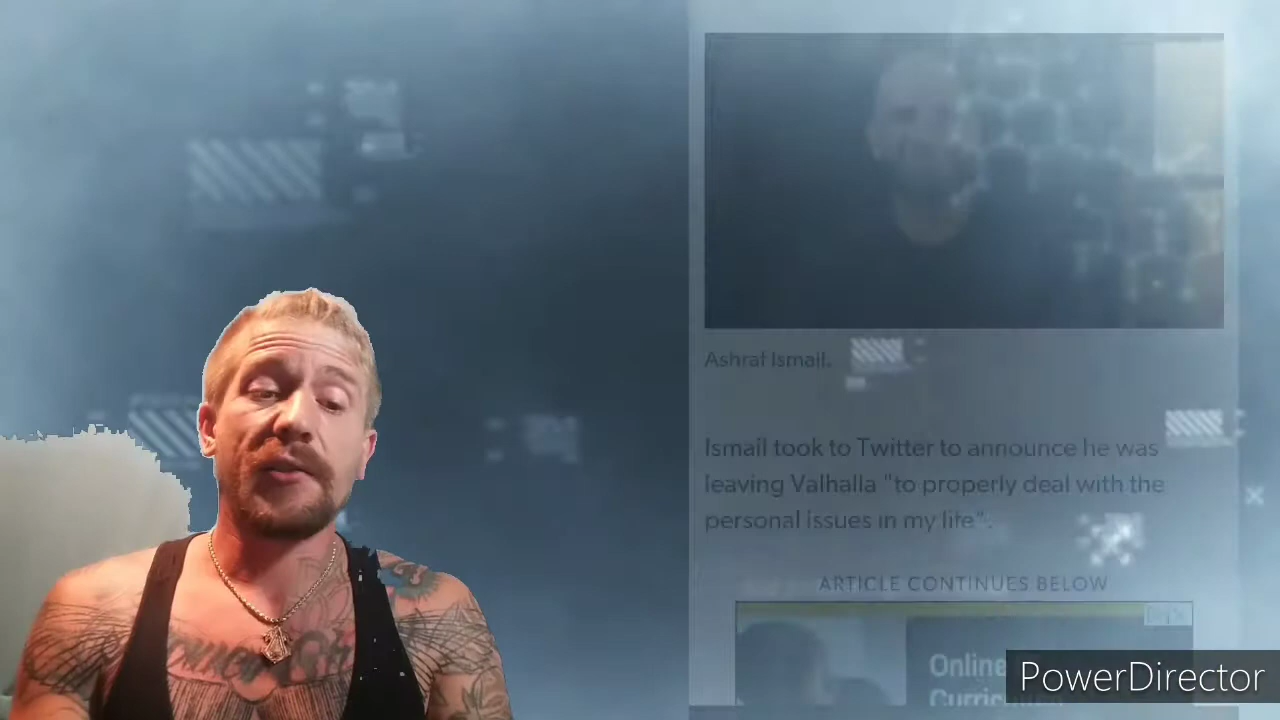 Ashraf Ismail.
Ismail took to Twitter to announce he was
leaving Valhalla "to properly deal with the
personal issues in my life".
ARTICLE CONTINUES BELOW
Online
PowerDirector